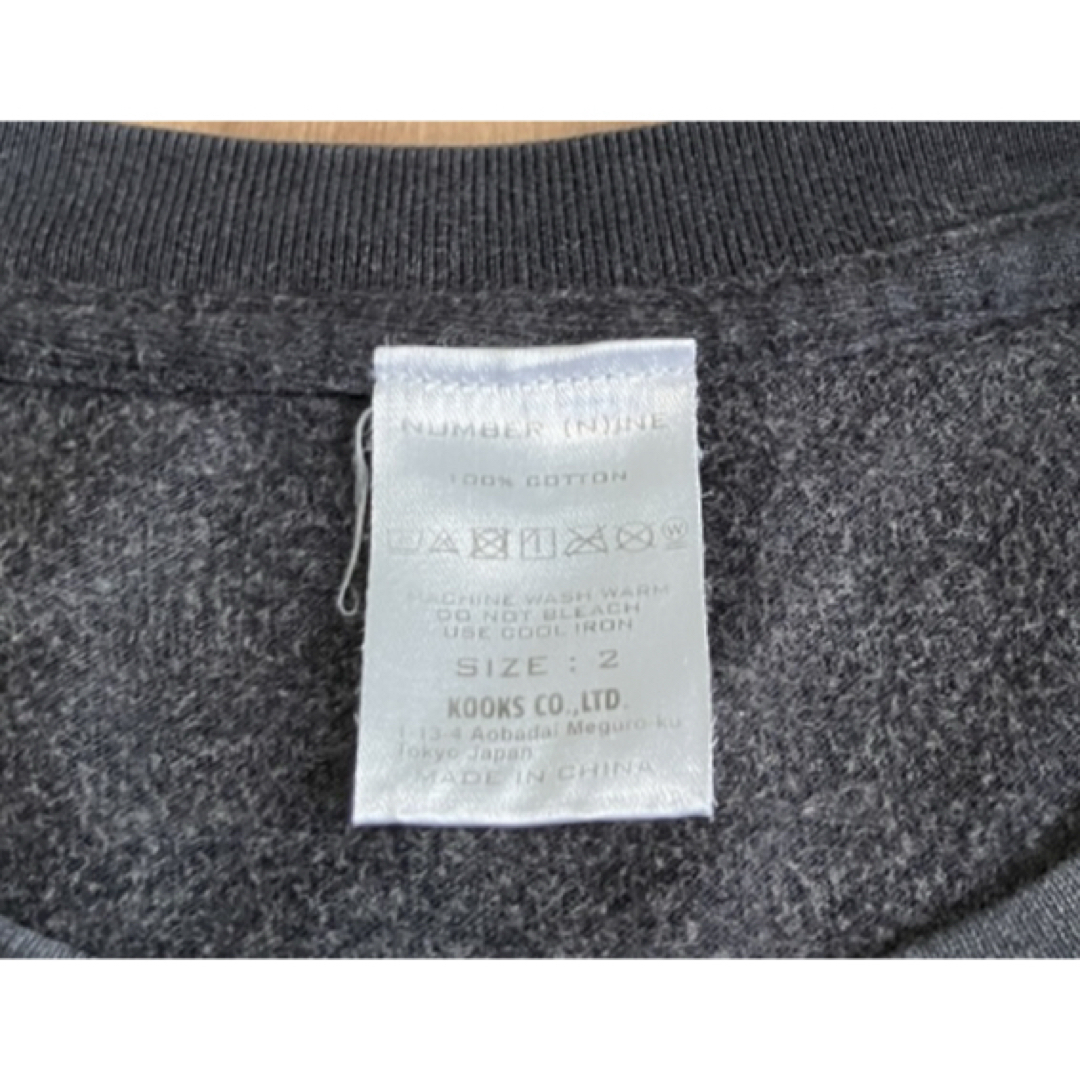 NUMBER (N)INE
100% COTTON
MACHINE WASH WARM
DO NOT BLEACH
USE COOL IRON
SIZE : 2
KOOKS CO.,LTD.
1-13-4 Aobadai Meguro-ku
Tokyo Japan
MADE IN CHINA